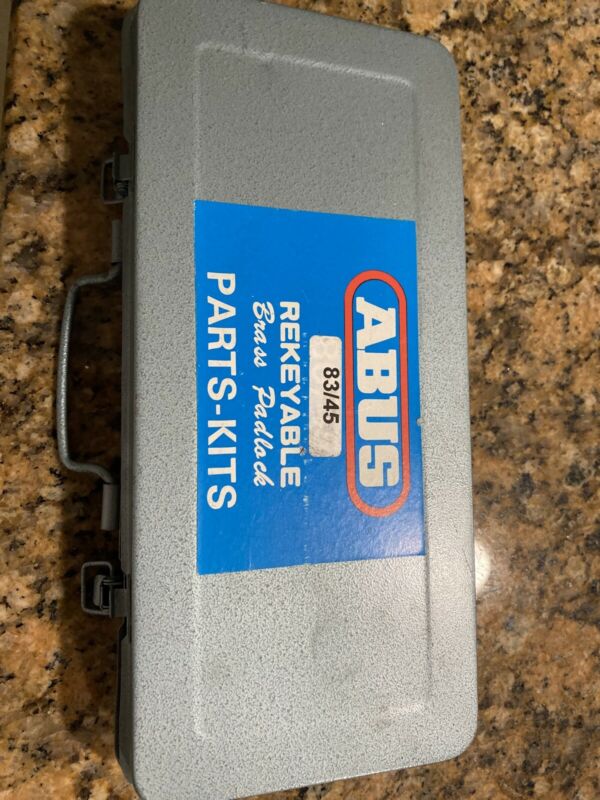 ABUS
83/45
REKEYABLE
Brass Padlock
PARTS-KITS